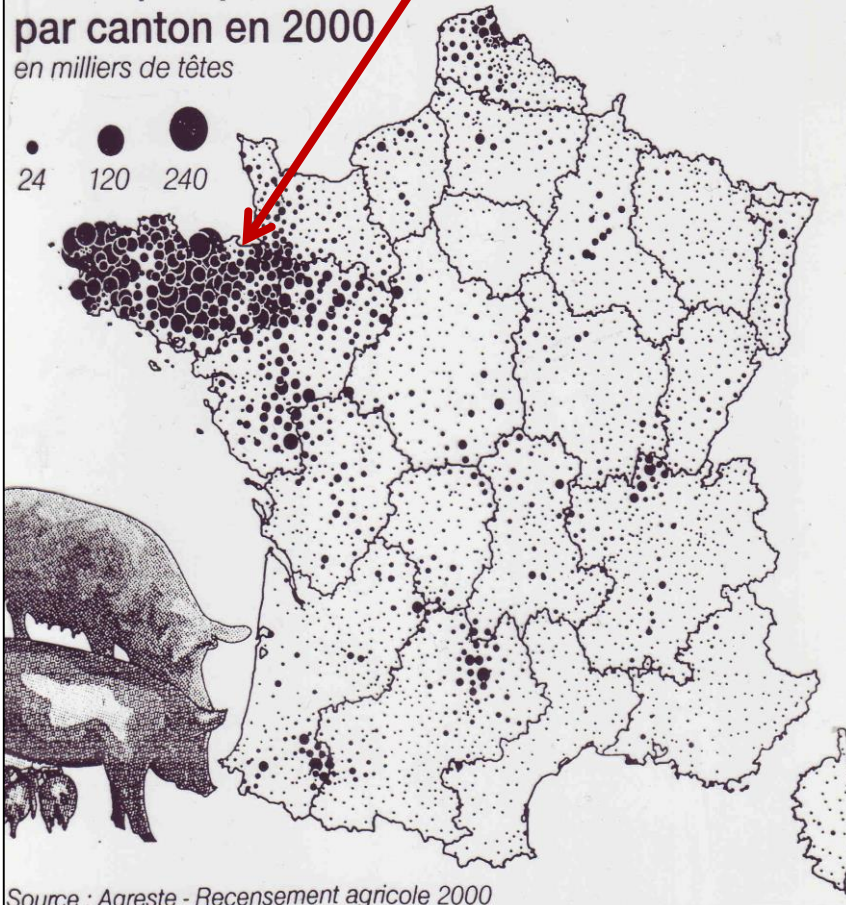 par canton en 2000
en milliers de têtes
24 120 240
Source : Agreste - Recensement agricole 2000